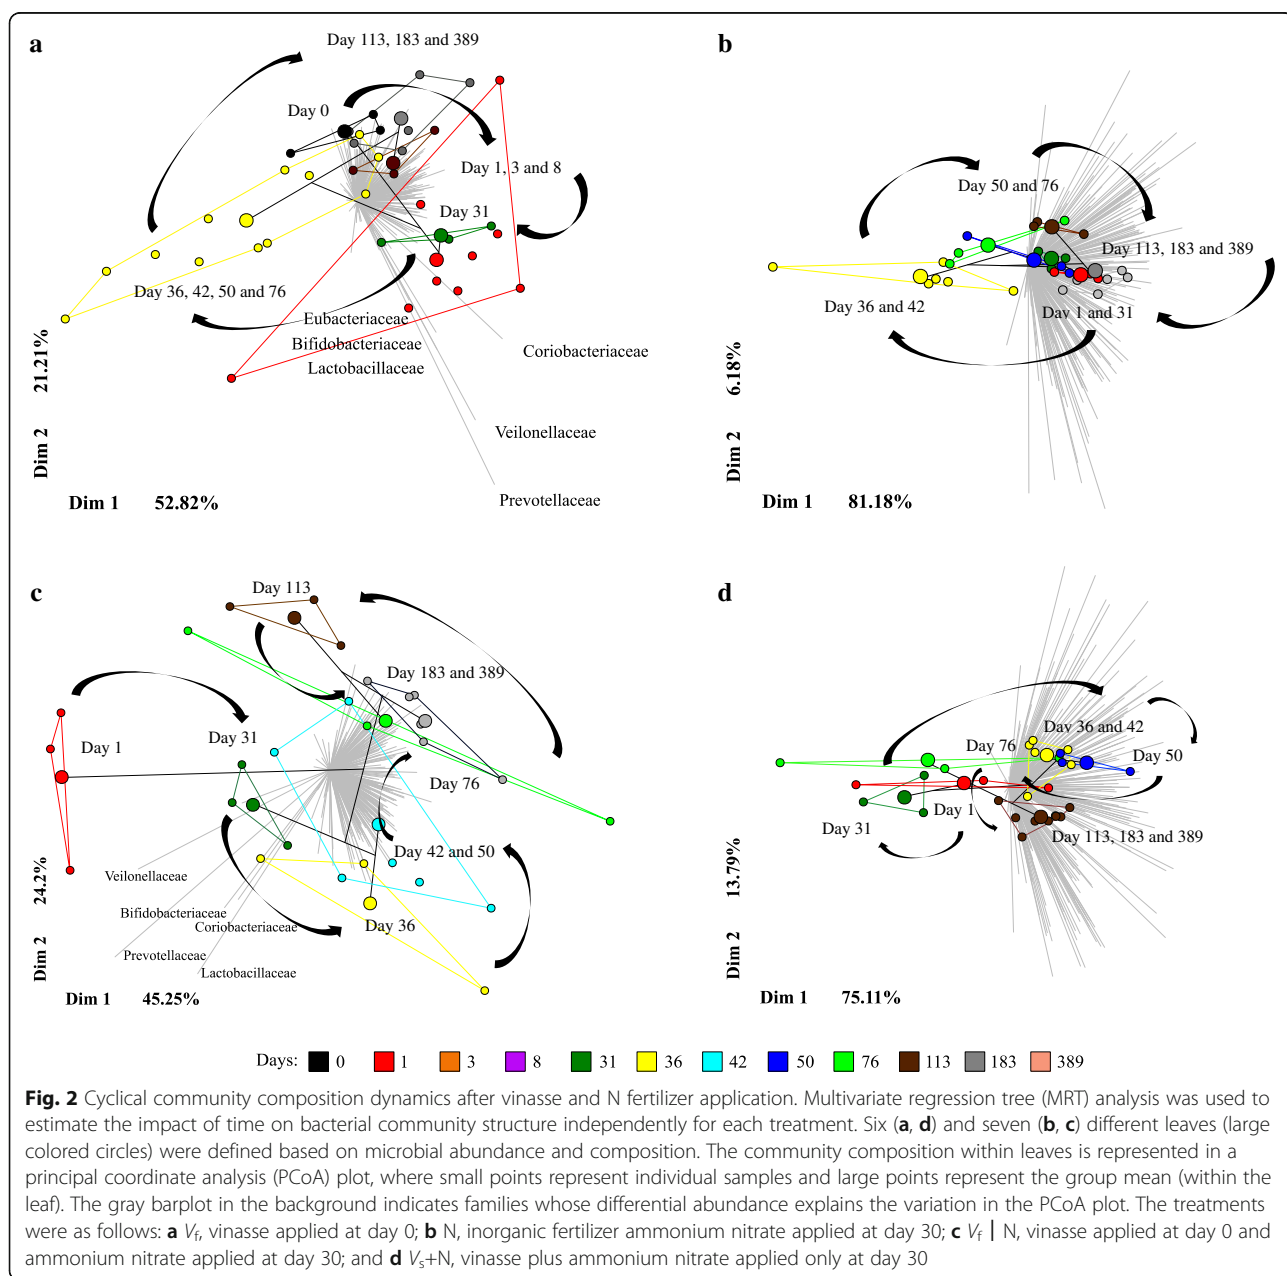 a
Day 113, 183 and 389
Day 0
Day 1, 3 and 8
Day 31
Day 36, 42, 50 and 76
Eubacteriaceae
Bifidobacteriaceae
Lactobacillaceae
Coriobacteriaceae
Veilonellaceae
Prevotellaceae
Dim 2 21.21%
Dim 1 52.82%
b
Day 50 and 76
Day 113, 183 and 389
Day 36 and 42
Day 1 and 31
Dim 2 6.18%
Dim 1 81.18%
c
Day 113
Day 183 and 389
Day 1
Day 31
Day 76
Day 42 and 50
Day 36
Veilonellaceae
Bifidobacteriaceae
Coriobacteriaceae
Prevotellaceae
Lactobacillaceae
Dim 2 24.2%
Dim 1 45.25%
d
Day 36 and 42
Day 76
Day 50
Day 1
Day 31
Day 113, 183 and 389
Dim 2 13.79%
Dim 1 75.11%
Days: 0 1 3 8 31 36 42 50 76 113 183 389
Fig. 2 Cyclical community composition dynamics after vinasse and N fertilizer application. Multivariate regression tree (MRT) analysis was used to
estimate the impact of time on bacterial community structure independently for each treatment. Six (a, d) and seven (b, c) different leaves (large
colored circles) were defined based on microbial abundance and composition. The community composition within leaves is represented in a
principal coordinate analysis (PCoA) plot, where small points represent individual samples and large points represent the group mean (within the
leaf). The gray barplot in the background indicates families whose differential abundance explains the variation in the PCoA plot. The treatments
were as follows: a Vf, vinasse applied at day 0; b N, inorganic fertilizer ammonium nitrate applied at day 30; c Vf | N, vinasse applied at day 0 and
ammonium nitrate applied at day 30; and d Vs+N, vinasse plus ammonium nitrate applied only at day 30